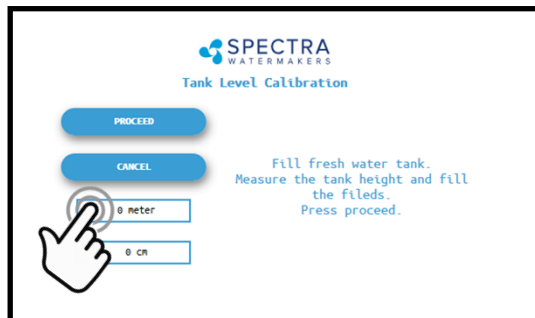 SPECTRA
WATERMAKERS
Tank Level Calibration
PROCEED
CANCEL
0 meter
0 cm
Fill fresh water tank.
Measure the tank height and fill
the fileds.
Press proceed.